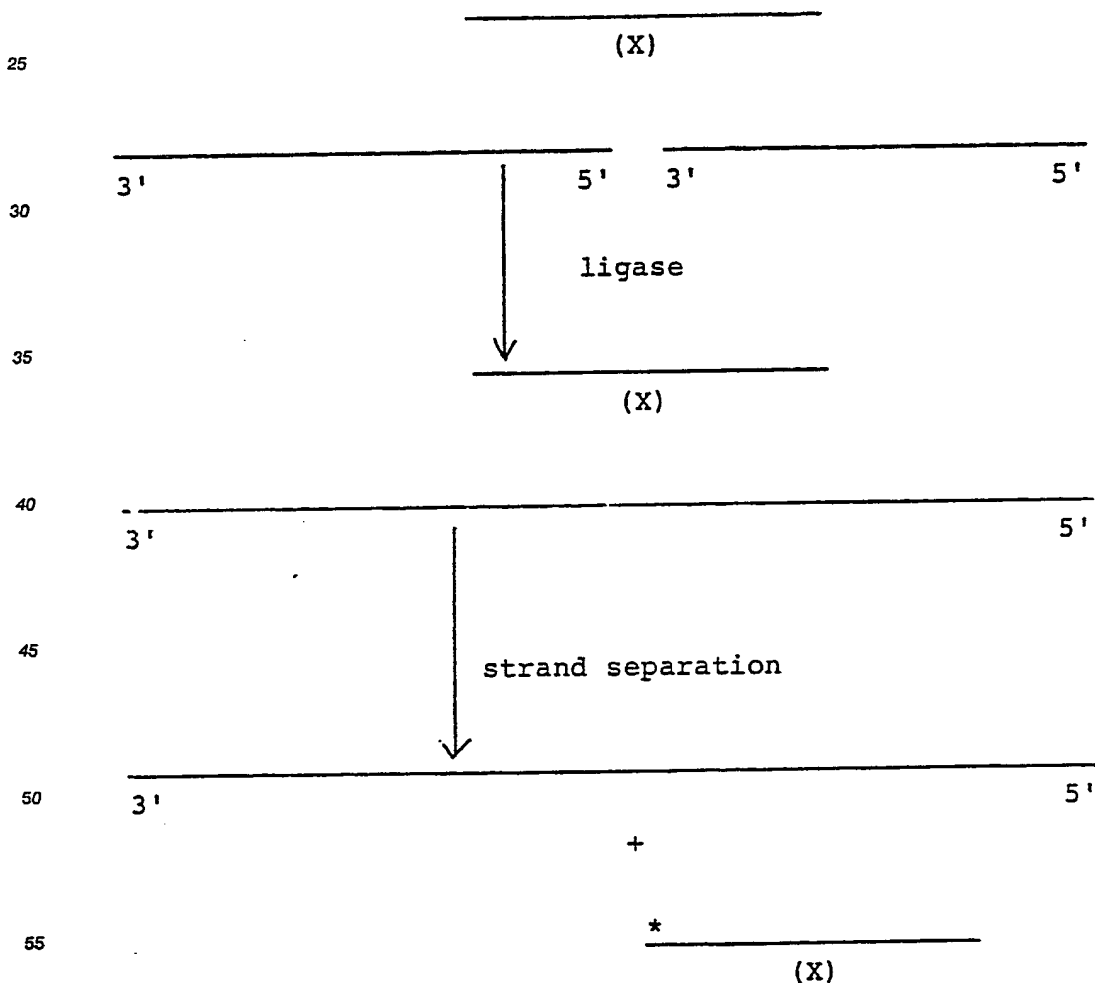 (X)
25
3' 5' 3' 5'
30
ligase
35
(X)
40
3' 5'
45
strand separation
50
3' 5'
+
*
55
(X)